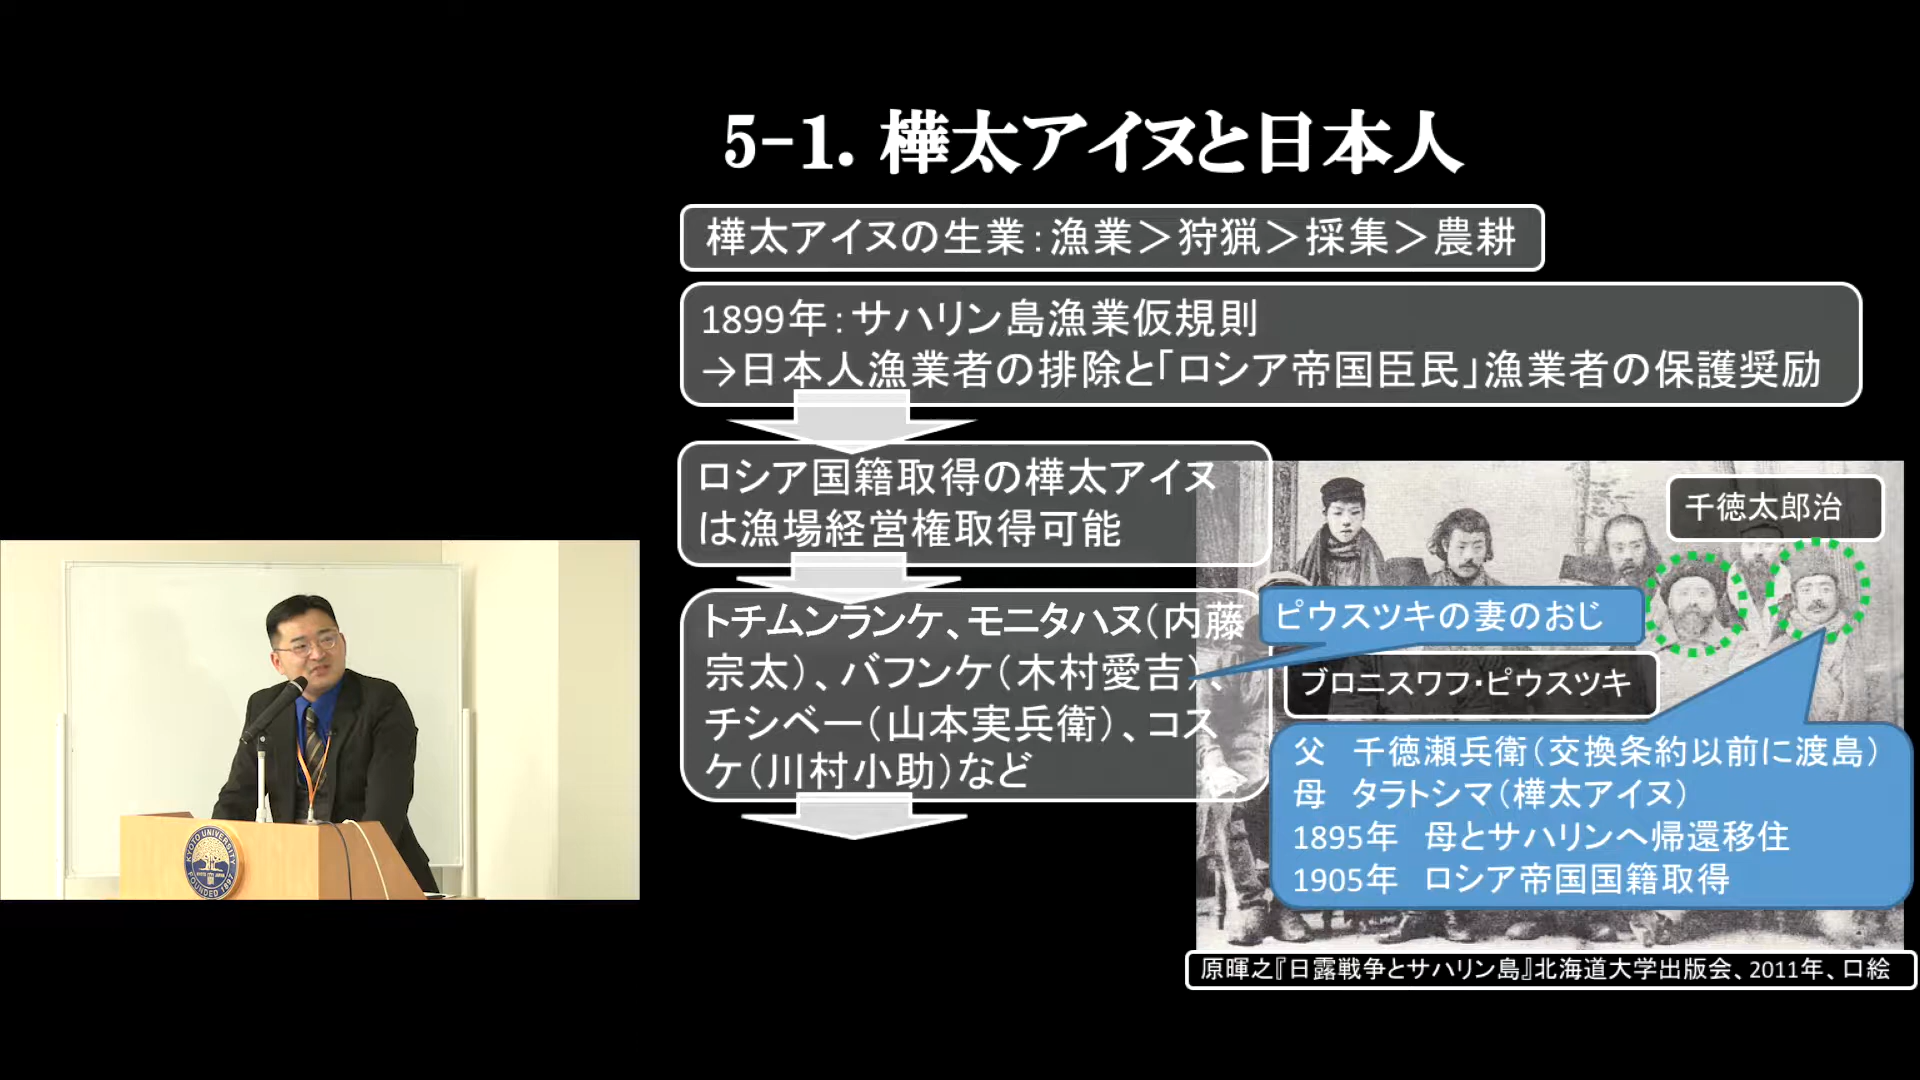 5-1. 樺太アイヌと日本人
樺太アイヌの生業：漁業＞狩猟＞採集＞農耕
1899年：サハリン島漁業仮規則
→日本人漁業者の排除と「ロシア帝国臣民」漁業者の保護奨励
ロシア国籍取得の樺太アイヌ
は漁場経営権取得可能
トチムンランケ、モニタハヌ（内藤
宗太）、バフンケ（木村愛吉）、
チシベー（山本実兵衛）、コス
ケ（川村小助）など
千徳太郎治
ピウスツキの妻のおじ
ブロニスワフ・ピウスツキ
父　千徳瀬兵衛（交換条約以前に渡島）
母　タラトシマ（樺太アイヌ）
1895年　母とサハリンへ帰還移住
1905年　ロシア帝国国籍取得
原暉之『日露戦争とサハリン島』北海道大学出版会、2011年、口絵
KYOTO UNIVERSITY
FOUNDED 1897